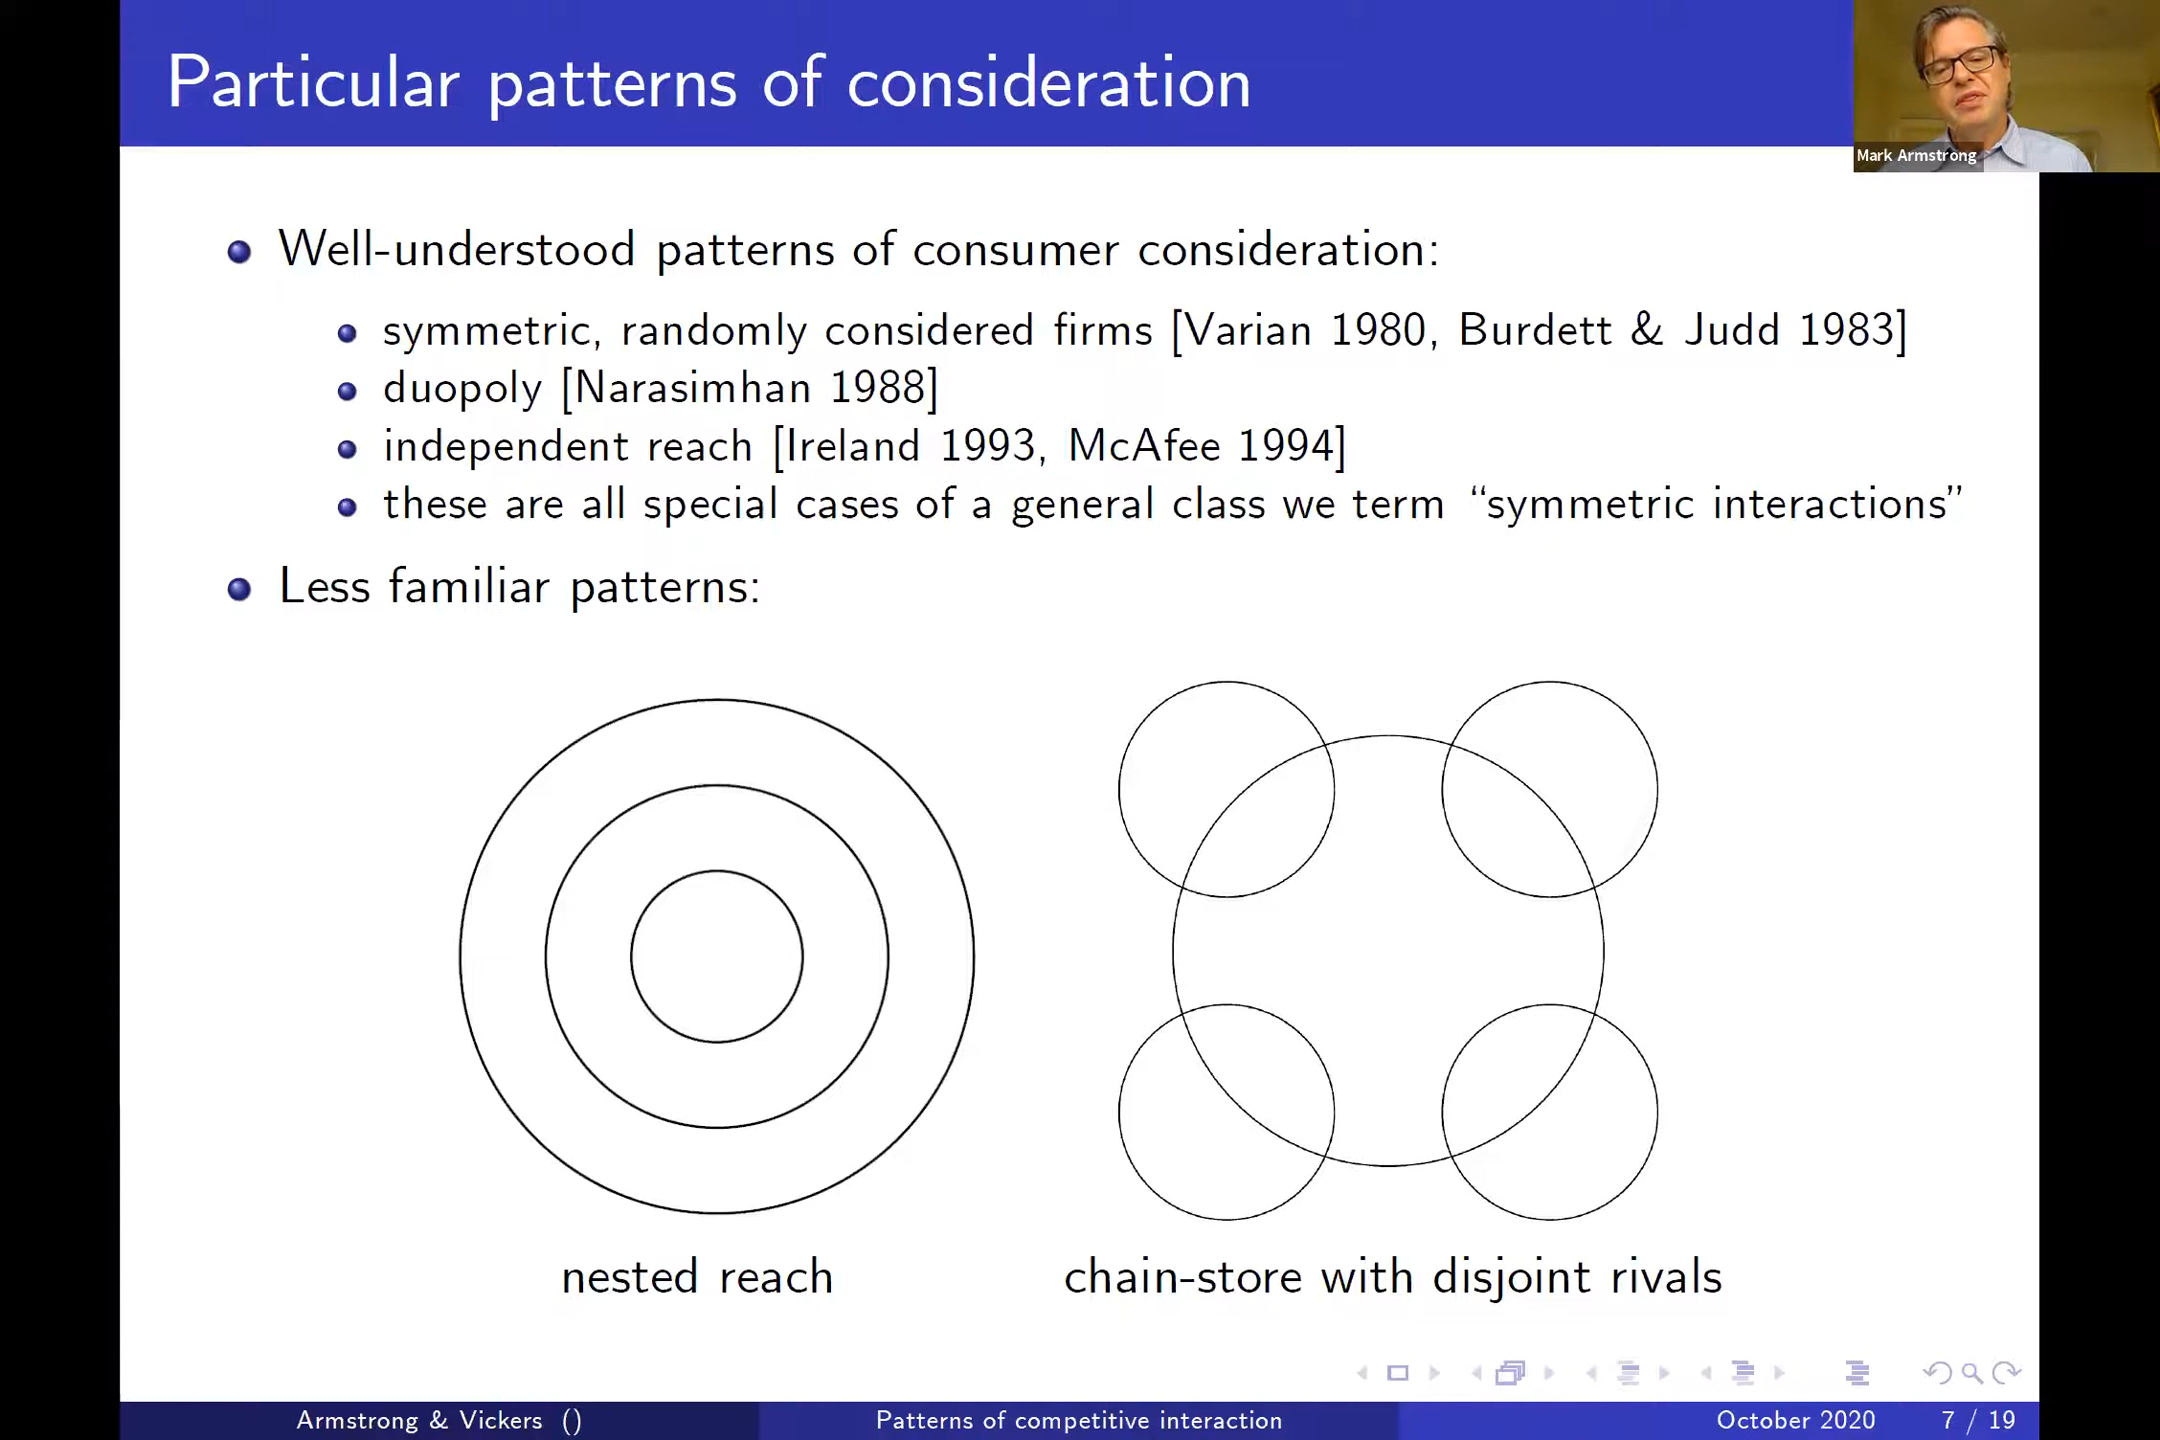 Particular patterns of consideration
Mark Armstrong
Well-understood patterns of consumer consideration:
symmetric, randomly considered firms [Varian 1980, Burdett & Judd 1983]
duopoly [Narasimhan 1988]
independent reach [Ireland 1993, McAfee 1994]
these are all special cases of a general class we term “symmetric interactions”
Less familiar patterns:
nested reach
chain-store with disjoint rivals
Armstrong & Vickers ()
Patterns of competitive interaction
October 2020
7 / 19